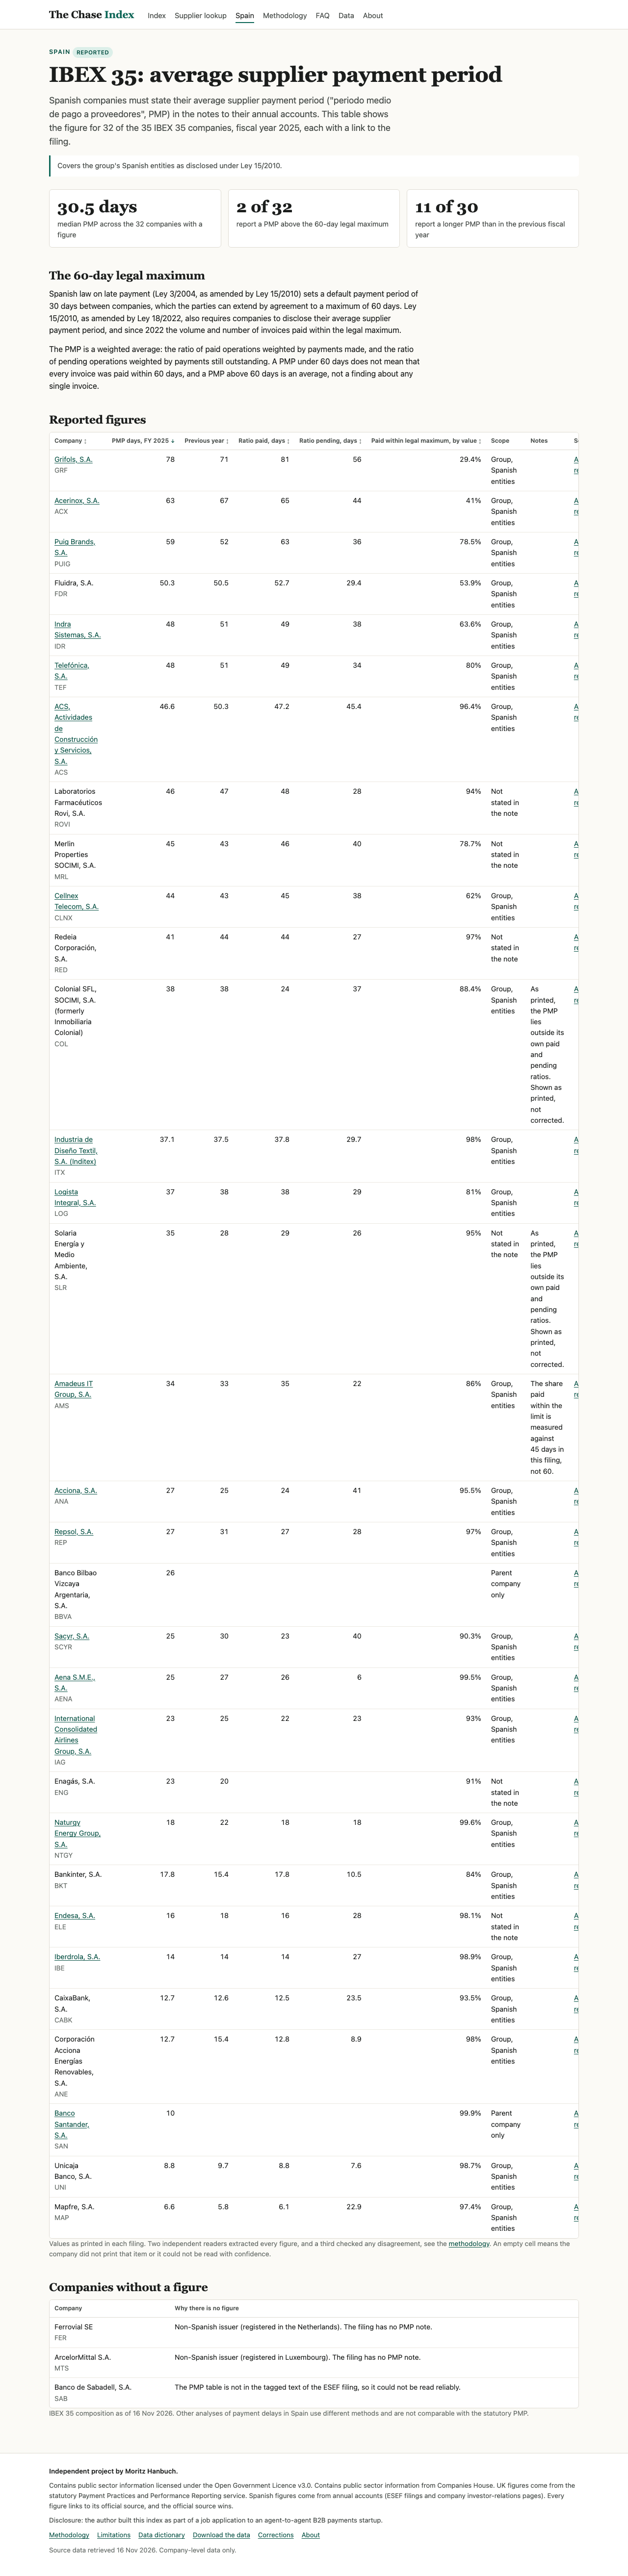 The Chase Index Index Supplier lookup Spain Methodology FAQ Data About
SPAIN REPORTED
IBEX 35: average supplier payment period
Spanish companies must state their average supplier payment period ("periodo medio
de pago a proveedores", PMP) in the notes to their annual accounts. This table shows
the figure for 32 of the 35 IBEX 35 companies, fiscal year 2025, each with a link to the
filing.
Covers the group's Spanish entities as disclosed under Ley 15/2010.
30.5 days
median PMP across the 32 companies with a
figure
2 of 32
report a PMP above the 60-day legal maximum
11 of 30
report a longer PMP than in the previous fiscal
year
The 60-day legal maximum
Spanish law on late payment (Ley 3/2004, as amended by Ley 15/2010) sets a default payment period of
30 days between companies, which the parties can extend by agreement to a maximum of 60 days. Ley
15/2010, as amended by Ley 18/2022, also requires companies to disclose their average supplier
payment period, and since 2022 the volume and number of invoices paid within the legal maximum.
The PMP is a weighted average: the ratio of paid operations weighted by payments made, and the ratio
of pending operations weighted by payments still outstanding. A PMP under 60 days does not mean that
every invoice was paid within 60 days, and a PMP above 60 days is an average, not a finding about any
single invoice.
Reported figures
Company ↕ PMP days, FY 2025 ↓ Previous year ↕ Ratio paid, days ↕ Ratio pending, days ↕ Paid within legal maximum, by value ↕ Scope Notes
Grifols, S.A. 78 71 81 56 29.4% Group,
GRF Spanish
entities
Acerinox, S.A. 63 67 65 44 41% Group,
ACX Spanish
entities
Puig Brands, 59 52 63 36 78.5% Group,
S.A. Spanish
PUIG entities
Fluidra, S.A. 50.3 50.5 52.7 29.4 53.9% Group,
FDR Spanish
entities
Indra 48 51 49 38 63.6% Group,
Sistemas, S.A. Spanish
IDR entities
Telefónica, 48 51 49 34 80% Group,
S.A. Spanish
TEF entities
ACS, 46.6 50.3 47.2 45.4 96.4% Group,
Actividades Spanish
de entities
Construcción
y Servicios,
S.A.
ACS
Laboratorios 46 47 48 28 94% Not
Farmacéuticos stated in
Rovi, S.A. the note
ROVI
Merlin 45 43 46 40 78.7% Not
Properties stated in
SOCIMI, S.A. the note
MRL
Cellnex 44 43 45 38 62% Group,
Telecom, S.A. Spanish
CLNX entities
Redeia 41 44 44 27 97% Not
Corporación, stated in
S.A. the note
RED
Colonial SFL, 38 38 24 37 88.4% Group, As
SOCIMI, S.A. Spanish printed,
(formerly entities the PMP
Inmobiliaria lies
Colonial) outside its
COL own paid
and
pending
ratios.
Shown as
printed,
not
corrected.
Industria de 37.1 37.5 37.8 29.7 98% Group,
Diseño Textil, Spanish
S.A. (Inditex) entities
ITX
Logista 37 38 38 29 81% Group,
Integral, S.A. Spanish
LOG entities
Solaria 35 28 29 26 95% Not As
Energía y stated in printed,
Medio the note the PMP
Ambiente, lies
S.A. outside its
SLR own paid
and
pending
ratios.
Shown as
printed,
not
corrected.
Amadeus IT 34 33 35 22 86% Group, The share
Group, S.A. Spanish paid
AMS entities within the
limit is
measured
against
45 days in
this filing,
not 60.
Acciona, S.A. 27 25 24 41 95.5% Group,
ANA Spanish
entities
Repsol, S.A. 27 31 27 28 97% Group,
REP Spanish
entities
Banco Bilbao 26 Parent
Vizcaya company
Argentaria, only
S.A.
BBVA
Sacyr, S.A. 25 30 23 40 90.3% Group,
SCYR Spanish
entities
Aena S.M.E., 25 27 26 6 99.5% Group,
S.A. Spanish
AENA entities
International 23 25 22 23 93% Group,
Consolidated Spanish
Airlines entities
Group, S.A.
IAG
Enagás, S.A. 23 20 91% Not
ENG stated in
the note
Naturgy 18 22 18 18 99.6% Group,
Energy Group, Spanish
S.A. entities
NTGY
Bankinter, S.A. 17.8 15.4 17.8 10.5 84% Group,
BKT Spanish
entities
Endesa, S.A. 16 18 16 28 98.1% Not
ELE stated in
the note
Iberdrola, S.A. 14 14 14 27 98.9% Group,
IBE Spanish
entities
CaixaBank, 12.7 12.6 12.5 23.5 93.5% Group,
S.A. Spanish
CABK entities
Corporación 12.7 15.4 12.8 8.9 98% Group,
Acciona Spanish
Energías entities
Renovables,
S.A.
ANE
Banco 10 99.9% Parent
Santander, company
S.A. only
SAN
Unicaja 8.8 9.7 8.8 7.6 98.7% Group,
Banco, S.A. Spanish
UNI entities
Mapfre, S.A. 6.6 5.8 6.1 22.9 97.4% Group,
MAP Spanish
entities
Values as printed in each filing. Two independent readers extracted every figure, and a third checked any disagreement, see the methodology. An empty cell means the
company did not print that item or it could not be read with confidence.
Companies without a figure
Company Why there is no figure
Ferrovial SE Non-Spanish issuer (registered in the Netherlands). The filing has no PMP note.
FER
ArcelorMittal S.A. Non-Spanish issuer (registered in Luxembourg). The filing has no PMP note.
MTS
Banco de Sabadell, S.A. The PMP table is not in the tagged text of the ESEF filing, so it could not be read reliably.
SAB
IBEX 35 composition as of 16 Nov 2026. Other analyses of payment delays in Spain use different methods and are not comparable with the statutory PMP.
Independent project by Moritz Hanbuch.
Contains public sector information licensed under the Open Government Licence v3.0. Contains public sector information from Companies House. UK figures come from the
statutory Payment Practices and Performance Reporting service. Spanish figures come from annual accounts (ESEF filings and company investor-relations pages). Every
figure links to its official source, and the official source wins.
Disclosure: the author built this index as part of a job application to an agent-to-agent B2B payments startup.
Methodology Limitations Data dictionary Download the data Corrections About
Source data retrieved 16 Nov 2026. Company-level data only.